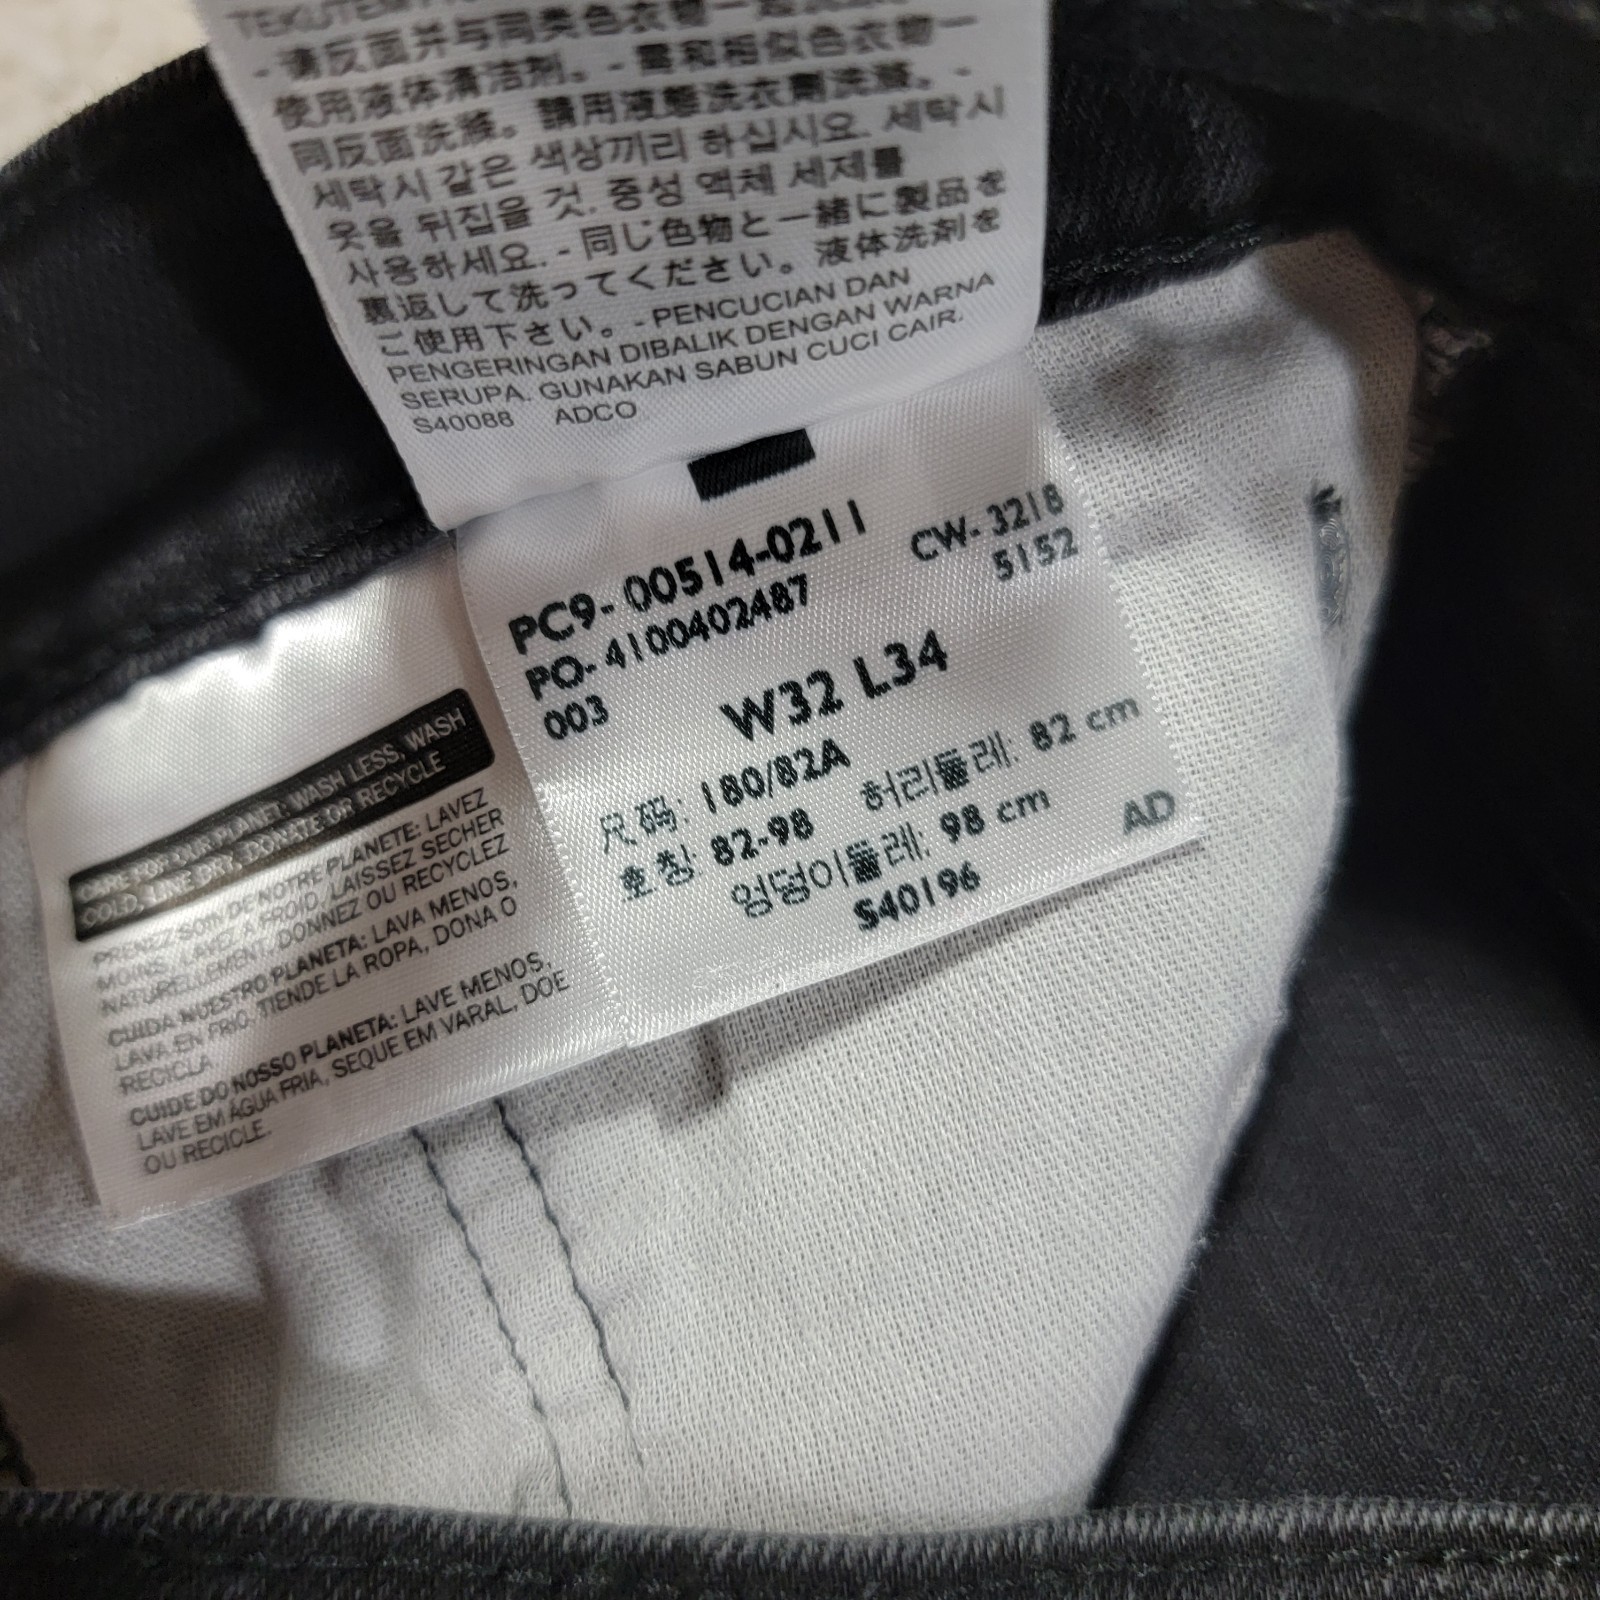 - 请反面并与同类色衣物一起洗涤
使用液体清洁剂。- 需和相似色衣物一
同反面洗滌。請用液態洗衣劑洗滌。-
세탁시 같은 색상끼리 하십시요. 세탁시
옷을 뒤집을 것. 중성 액체 세제를
사용하세요. - 同じ色物と一緒に製品を
裏返して洗ってください。液体洗剤を
ご使用下さい。- PENCUCIAN DAN
PENGERINGAN DIBALIK DENGAN WARNA
SERUPA. GUNAKAN SABUN CUCI CAIR.
S40088 ADCO
PC9- 00514-0211
CW- 3218
PO- 4100402487
5152
003
W32 L34
尺码: 180/82A
호칭: 82-98 허리둘레: 82 cm
엉덩이둘레: 98 cm
AD
S40196
CARE FOR OUR PLANET: WASH LESS, WASH
COLD, LINE DRY, DONATE OR RECYCLE
PRENEZ SOIN DE NOTRE PLANETE: LAVEZ
MOINS, LAVEZ A FROID, LAISSEZ SECHER
NATURELLEMENT, DONNEZ OU RECYCLEZ
CUIDA NUESTRO PLANETA: LAVA MENOS,
LAVA EN FRIO, TIENDE LA ROPA, DONA O
RECICLA
CUIDE DO NOSSO PLANETA: LAVE MENOS,
LAVE EM ÁGUA FRIA, SEQUE EM VARAL, DOE
OU RECICLE.